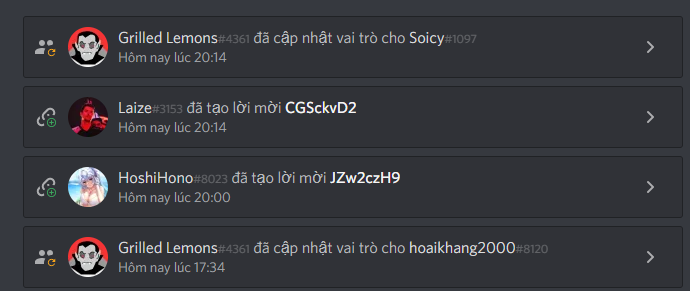 Grilled Lemons#4361 đã cập nhật vai trò cho Soicy#1097
Hôm nay lúc 20:14
Laize#3153 đã tạo lời mời CGSckvD2
Hôm nay lúc 20:14
HoshiHono#8023 đã tạo lời mời JZw2czH9
Hôm nay lúc 20:00
Grilled Lemons#4361 đã cập nhật vai trò cho hoaikhang2000#8120
Hôm nay lúc 17:34